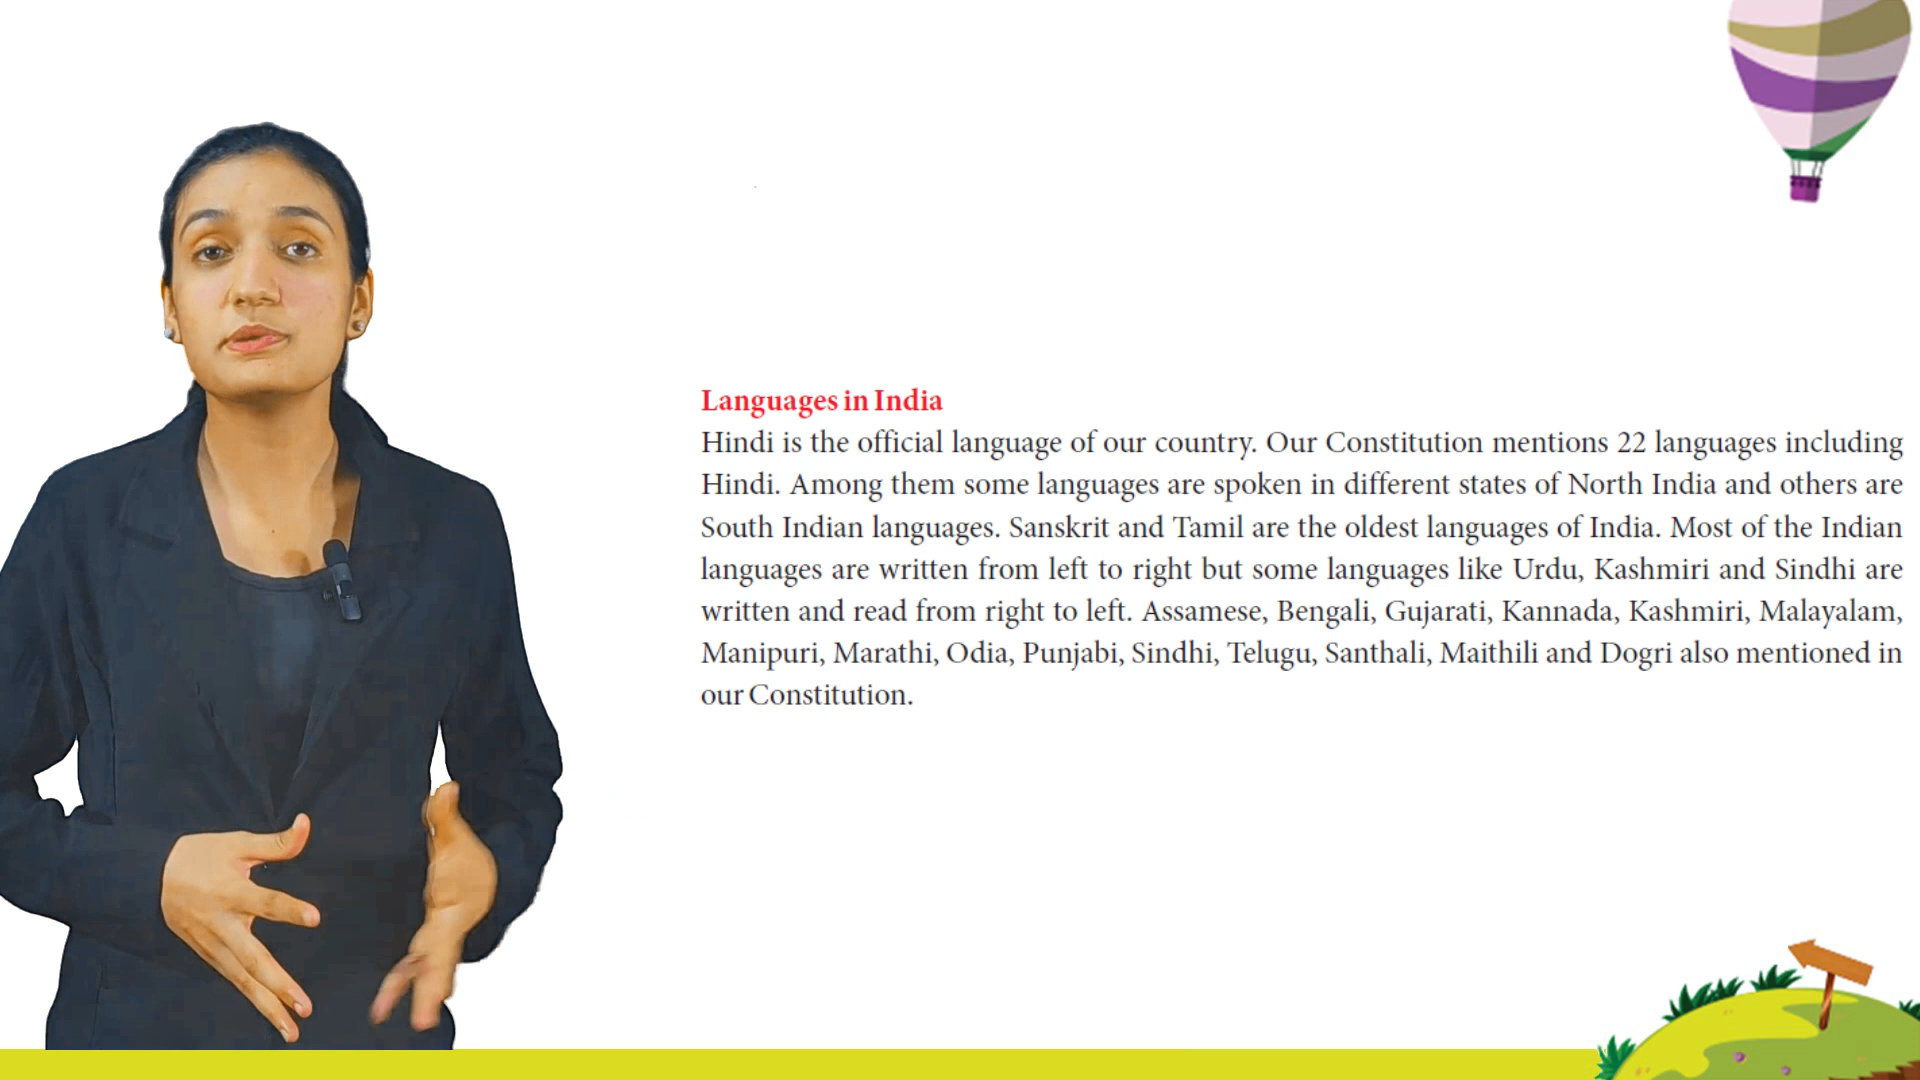 Languages in India
Hindi is the official language of our country. Our Constitution mentions 22 languages including
Hindi. Among them some languages are spoken in different states of North India and others are
South Indian languages. Sanskrit and Tamil are the oldest languages of India. Most of the Indian
languages are written from left to right but some languages like Urdu, Kashmiri and Sindhi are
written and read from right to left. Assamese, Bengali, Gujarati, Kannada, Kashmiri, Malayalam,
Manipuri, Marathi, Odia, Punjabi, Sindhi, Telugu, Santhali, Maithili and Dogri also mentioned in
our Constitution.